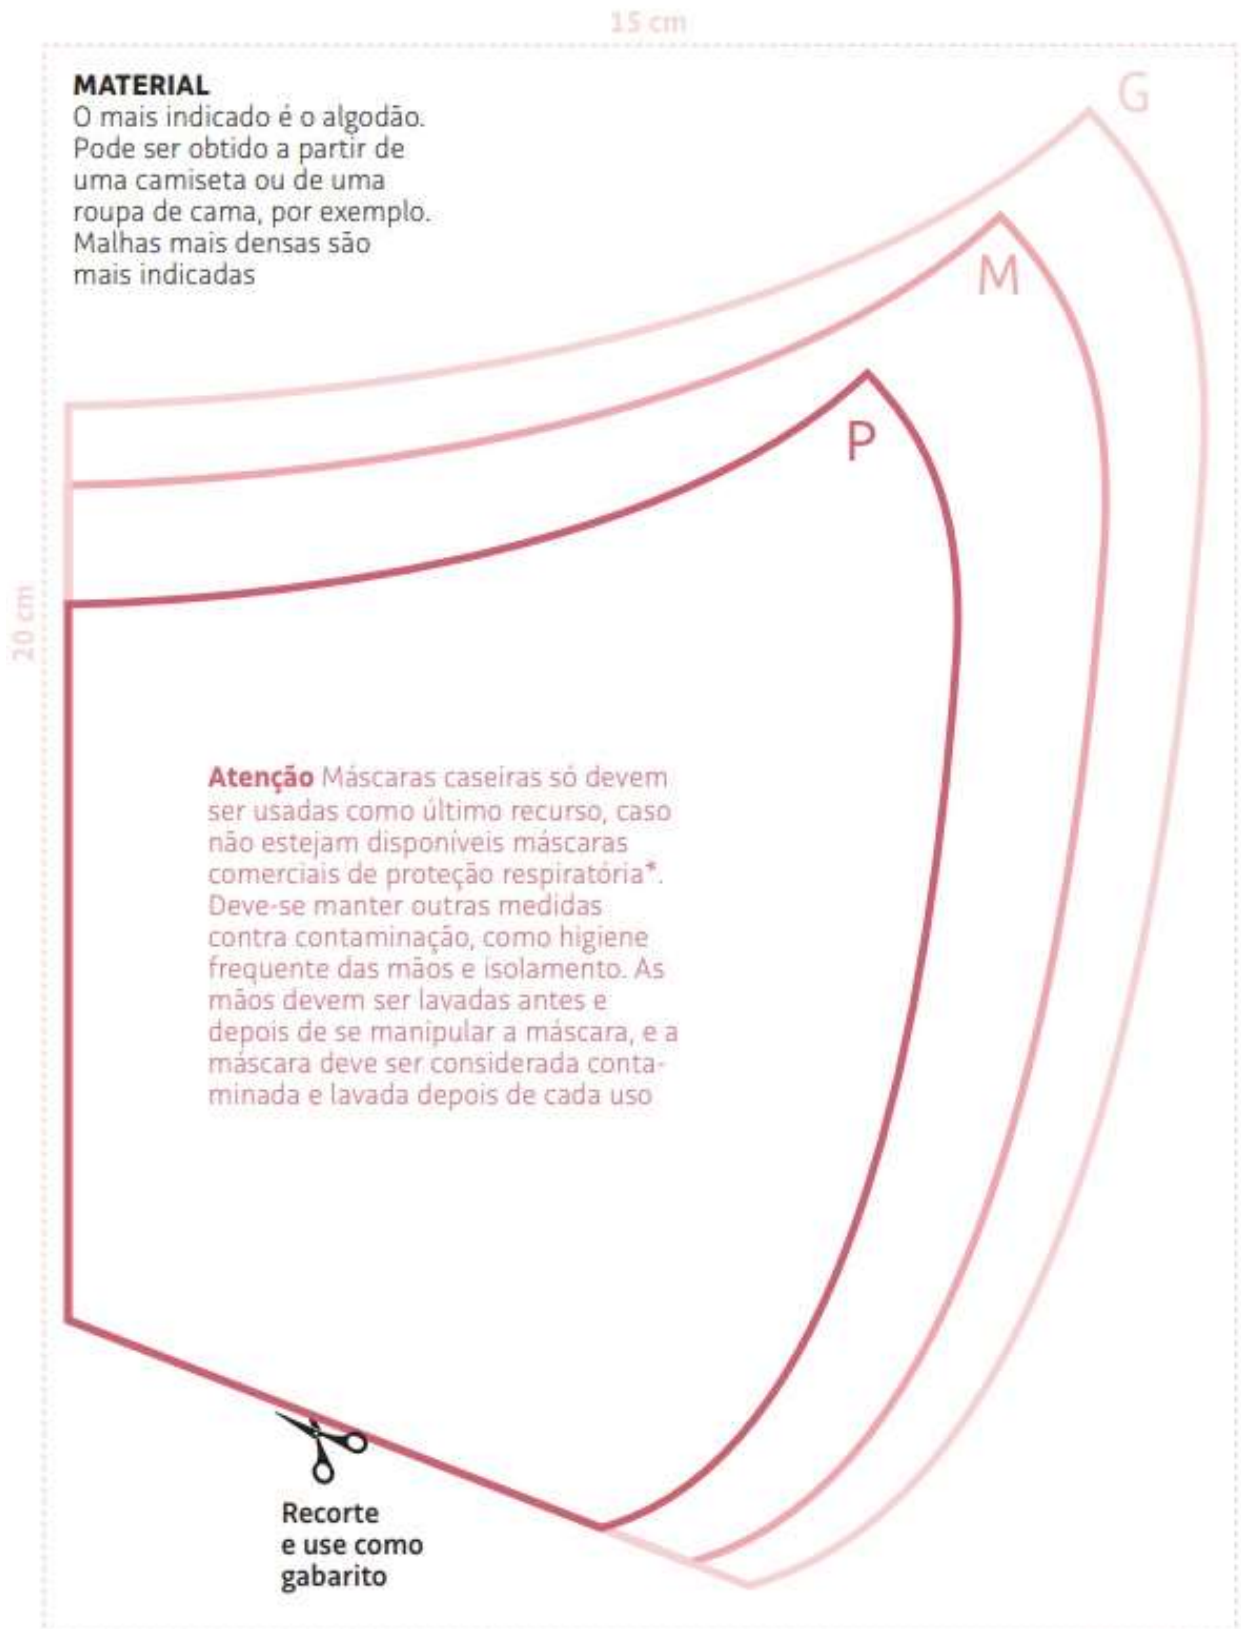 15 cm
MATERIAL
O mais indicado é o algodão.
Pode ser obtido a partir de
uma camiseta ou de uma
roupa de cama, por exemplo.
Malhas mais densas são
mais indicadas
G
M
P
20 cm
Atenção Máscaras caseiras só devem
ser usadas como último recurso, caso
não estejam disponíveis máscaras
comerciais de proteção respiratória*.
Deve-se manter outras medidas
contra contaminação, como higiene
frequente das mãos e isolamento. As
mãos devem ser lavadas antes e
depois de se manipular a máscara, e a
máscara deve ser considerada conta-
minada e lavada depois de cada uso
Recorte
e use como
gabarito